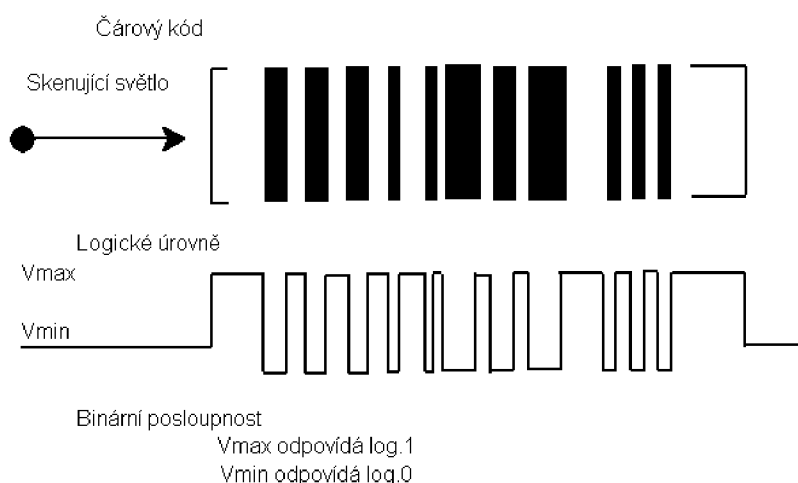 Čárový kód
Skenující světlo
Logické úrovně
Vmax
Vmin
Binární posloupnost
Vmax odpovídá log.1
Vmin odpovídá log.0